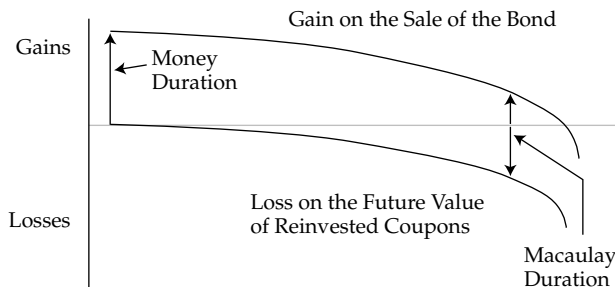 Gain on the Sale of the Bond
Gains
Money
Duration
Loss on the Future Value
of Reinvested Coupons
Losses
Macaulay
Duration